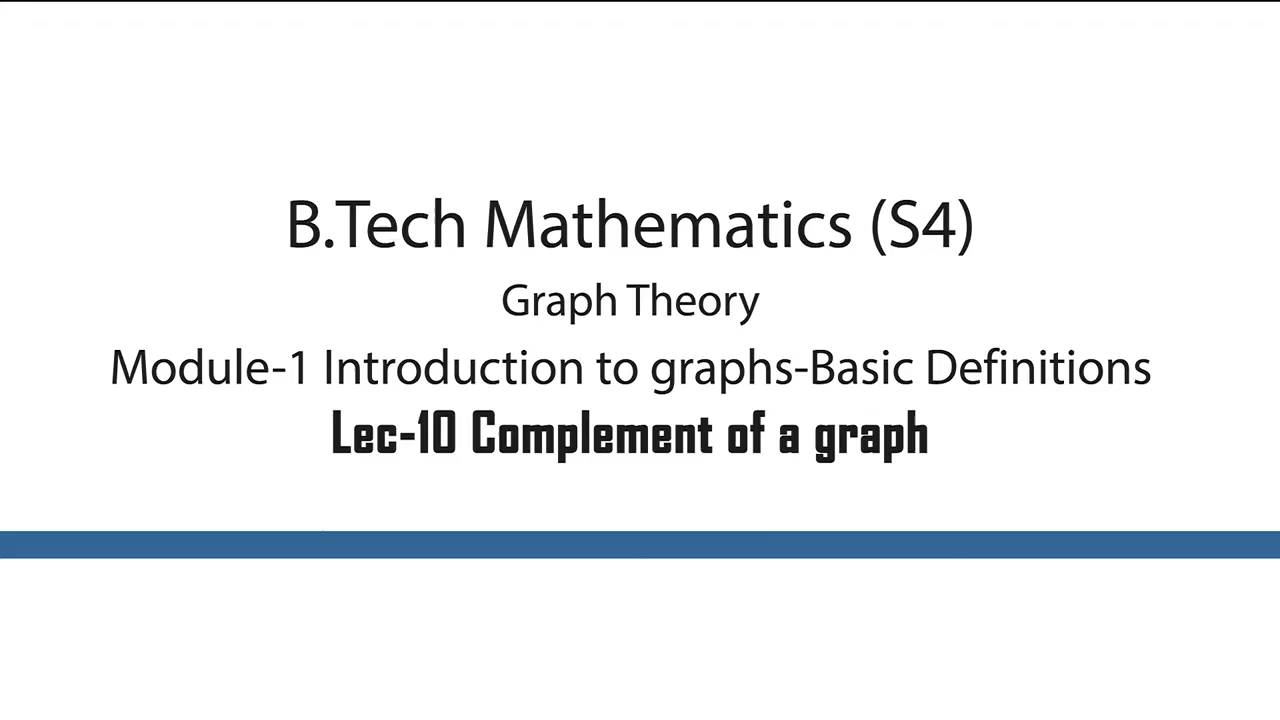 B.Tech Mathematics (S4)
Graph Theory
Module-1 Introduction to graphs-Basic Definitions
Lec-10 Complement of a graph